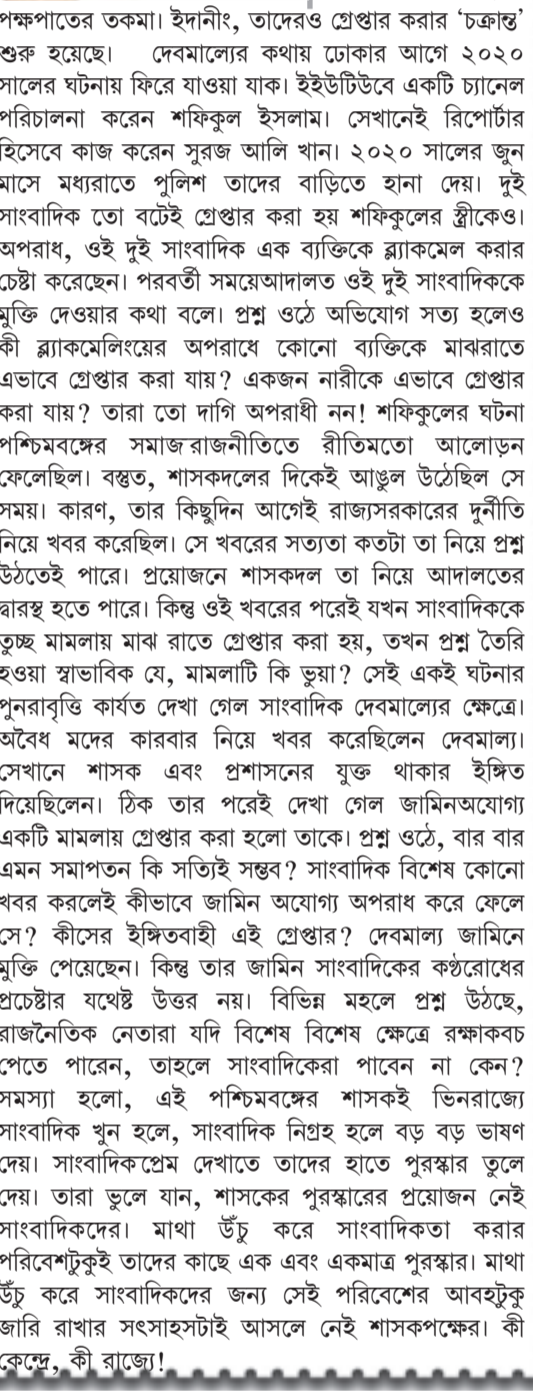 পক্ষপাতের তকমা। ইদানীং, তাদেরও গ্রেপ্তার করার ‘চক্রান্ত’
শুরু হয়েছে। দেবমাল্যের কথায় ঢোকার আগে ২০২০
সালের ঘটনায় ফিরে যাওয়া যাক। ইইউটিউবে একটি চ্যানেল
পরিচালনা করেন শফিকুল ইসলাম। সেখানেই রিপোর্টার
হিসেবে কাজ করেন সুরজ আলি খান। ২০২০ সালের জুন
মাসে মধ্যরাতে পুলিশ তাদের বাড়িতে হানা দেয়। দুই
সাংবাদিক তো বটেই গ্রেপ্তার করা হয় শফিকুলের স্ত্রীকেও।
অপরাধ, ওই দুই সাংবাদিক এক ব্যক্তিকে ব্ল্যাকমেল করার
চেষ্টা করেছেন। পরবর্তী সময়েআদালত ওই দুই সাংবাদিককে
মুক্তি দেওয়ার কথা বলে। প্রশ্ন ওঠে অভিযোগ সত্য হলেও
কী ব্ল্যাকমেলিংয়ের অপরাধে কোনো ব্যক্তিকে মাঝরাতে
এভাবে গ্রেপ্তার করা যায়? একজন নারীকে এভাবে গ্রেপ্তার
করা যায়? তারা তো দাগি অপরাধী নন! শফিকুলের ঘটনা
পশ্চিমবঙ্গের সমাজ রাজনীতিতে রীতিমতো আলোড়ন
ফেলেছিল। বস্তুত, শাসকদলের দিকেই আঙুল উঠেছিল সে
সময়। কারণ, তার কিছুদিন আগেই রাজ্যসরকারের দুর্নীতি
নিয়ে খবর করেছিল। সে খবরের সত্যতা কতটা তা নিয়ে প্রশ্ন
উঠতেই পারে। প্রয়োজনে শাসকদল তা নিয়ে আদালতের
দ্বারস্থ হতে পারে। কিন্তু ওই খবরের পরেই যখন সাংবাদিককে
তুচ্ছ মামলায় মাঝ রাতে গ্রেপ্তার করা হয়, তখন প্রশ্ন তৈরি
হওয়া স্বাভাবিক যে, মামলাটি কি ভুয়া? সেই একই ঘটনার
পুনরাবৃত্তি কার্যত দেখা গেল সাংবাদিক দেবমাল্যের ক্ষেত্রে।
অবৈধ মদের কারবার নিয়ে খবর করেছিলেন দেবমাল্য।
সেখানে শাসক এবং প্রশাসনের যুক্ত থাকার ইঙ্গিত
দিয়েছিলেন। ঠিক তার পরেই দেখা গেল জামিনঅযোগ্য
একটি মামলায় গ্রেপ্তার করা হলো তাকে। প্রশ্ন ওঠে, বার বার
এমন সমাপতন কি সত্যিই সম্ভব? সাংবাদিক বিশেষ কোনো
খবর করলেই কীভাবে জামিন অযোগ্য অপরাধ করে ফেলে
সে? কীসের ইঙ্গিতবাহী এই গ্রেপ্তার? দেবমাল্য জামিনে
মুক্তি পেয়েছেন। কিন্তু তার জামিন সাংবাদিকের কণ্ঠরোধের
প্রচেষ্টার যথেষ্ট উত্তর নয়। বিভিন্ন মহলে প্রশ্ন উঠছে,
রাজনৈতিক নেতারা যদি বিশেষ বিশেষ ক্ষেত্রে রক্ষাকবচ
পেতে পারেন, তাহলে সাংবাদিকেরা পাবেন না কেন?
সমস্যা হলো, এই পশ্চিমবঙ্গের শাসকই ভিনরাজ্যে
সাংবাদিক খুন হলে, সাংবাদিক নিগ্রহ হলে বড় বড় ভাষণ
দেয়। সাংবাদিকপ্রেম দেখাতে তাদের হাতে পুরস্কার তুলে
দেয়। তারা ভুলে যান, শাসকের পুরস্কারের প্রয়োজন নেই
সাংবাদিকদের। মাথা উঁচু করে সাংবাদিকতা করার
পরিবেশটুকুই তাদের কাছে এক এবং একমাত্র পুরস্কার। মাথা
উঁচু করে সাংবাদিকদের জন্য সেই পরিবেশের আবহটুকু
জারি রাখার সৎসাহসটাই আসলে নেই শাসকপক্ষের। কী
কেন্দ্রে, কী রাজ্যে!